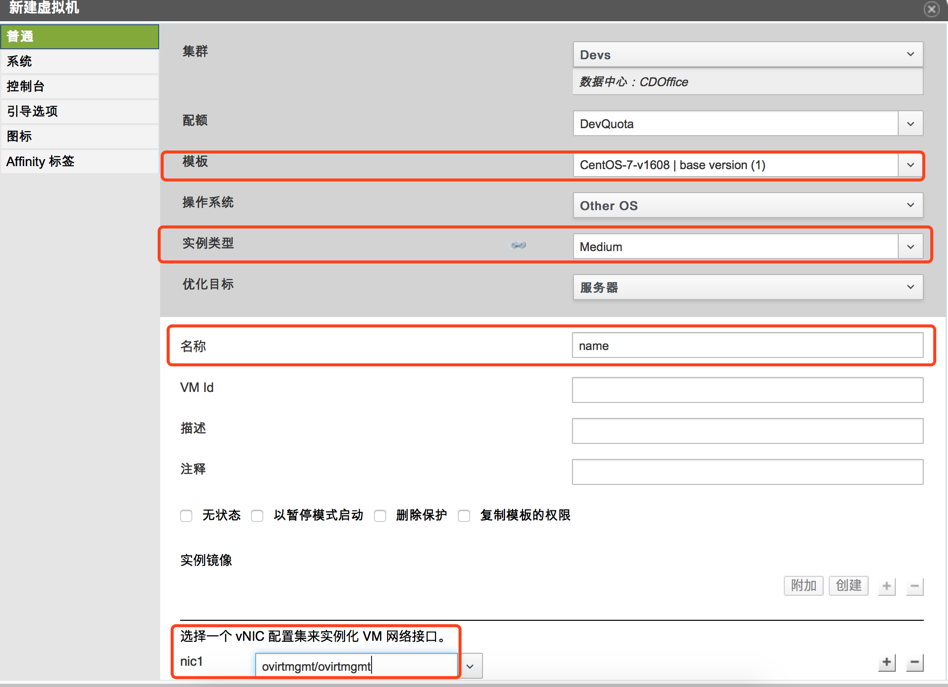 新建虚拟机
普通
系统
控制台
引导选项
图标
Affinity 标签
集群
Devs
数据中心：CDOffice
配额
DevQuota
模板
CentOS-7-v1608 | base version (1)
操作系统
Other OS
实例类型
Medium
优化目标
服务器
名称
name
VM Id
描述
注释
无状态 以暂停模式启动 删除保护 复制模板的权限
实例镜像
附加 创建 + −
选择一个 vNIC 配置集来实例化 VM 网络接口。
nic1
ovirtmgmt/ovirtmgmt
+ −